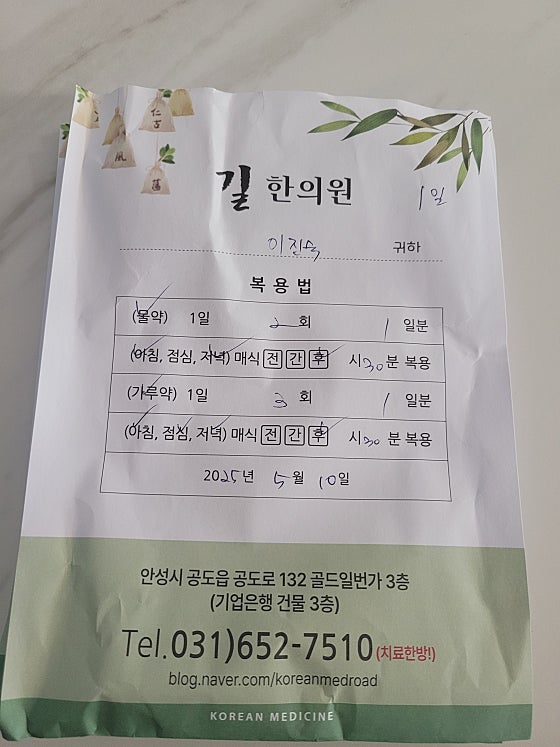 仁
古
風
길 한의원
1일
이진숙 귀하
복용법
(물약) 1일 2 회 1 일분
(아침, 점심, 저녁) 매식 전 간 후 시 30 분 복용
(가루약) 1일 3 회 1 일분
(아침, 점심, 저녁) 매식 전 간 후 시 30 분 복용
2025년 5월 10일
안성시 공도읍 공도로 132 골드일번가 3층
(기업은행 건물 3층)
Tel.031)652-7510(치료한방!)
blog.naver.com/koreanmedroad
KOREAN MEDICINE